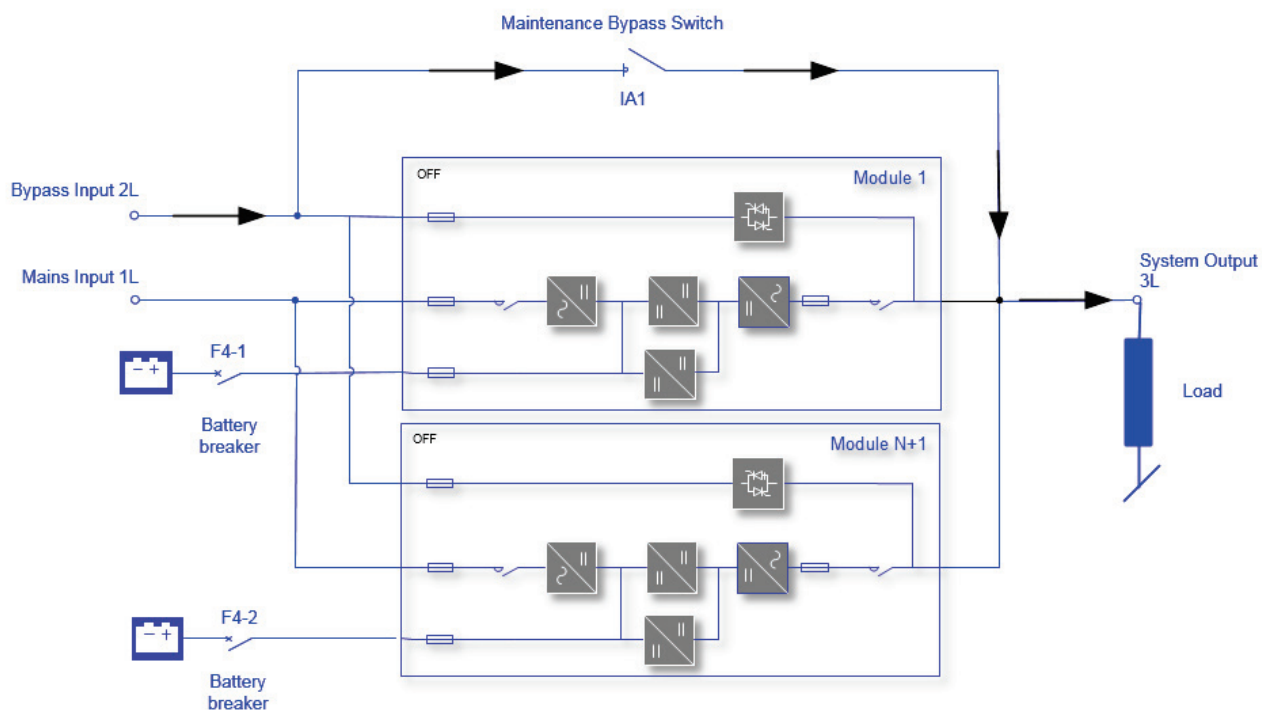 Maintenance Bypass Switch
IA1
OFF
Module 1
Bypass Input 2L
Mains Input 1L
System Output
3L
F4-1
Battery
breaker
Load
OFF
Module N+1
F4-2
Battery
breaker